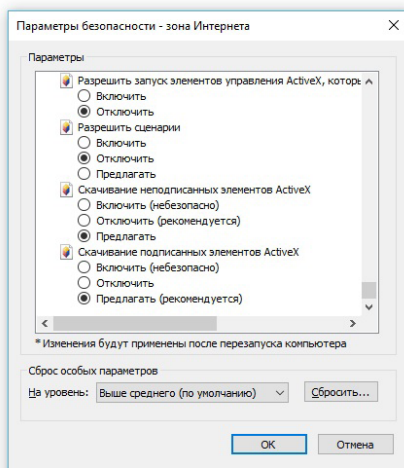 Параметры безопасности - зона Интернета
Параметры
Разрешить запуск элементов управления ActiveX, которь
Включить
Отключить
Разрешить сценарии
Включить
Отключить
Предлагать
Скачивание неподписанных элементов ActiveX
Включить (небезопасно)
Отключить (рекомендуется)
Предлагать
Скачивание подписанных элементов ActiveX
Включить (небезопасно)
Отключить
Предлагать (рекомендуется)
* Изменения будут применены после перезапуска компьютера
Сброс особых параметров
На уровень: Выше среднего (по умолчанию) Сбросить...
ОК Отмена